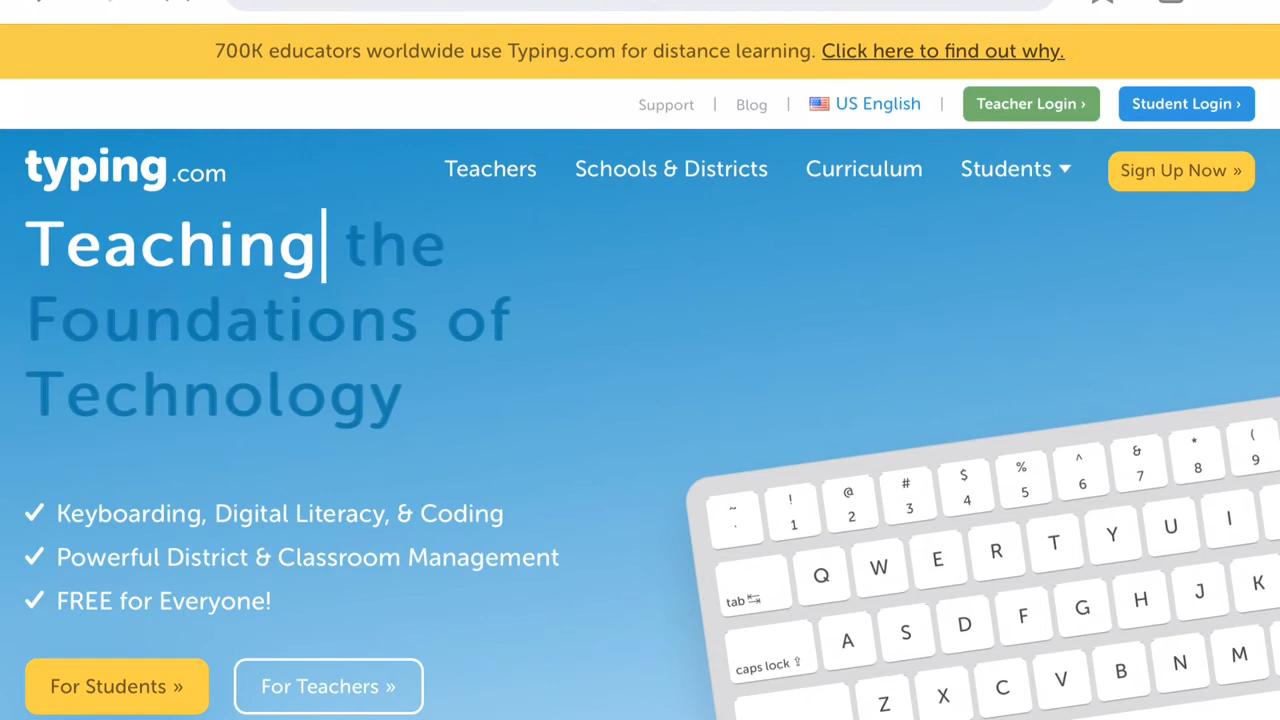 700K educators worldwide use Typing.com for distance learning. Click here to find out why.
Support | Blog | US English | Teacher Login › Student Login ›
typing.com Teachers Schools & Districts Curriculum Students Sign Up Now »
Teaching the
Foundations of
Technology
✓ Keyboarding, Digital Literacy, & Coding
✓ Powerful District & Classroom Management
✓ FREE for Everyone!
For Students » For Teachers »
~ ! @ # $ % ^ & * (
` 1 2 3 4 5 6 7 8 9
tab Q W E R T Y U I
caps lock A S D F G H J K
Z X C V B N M